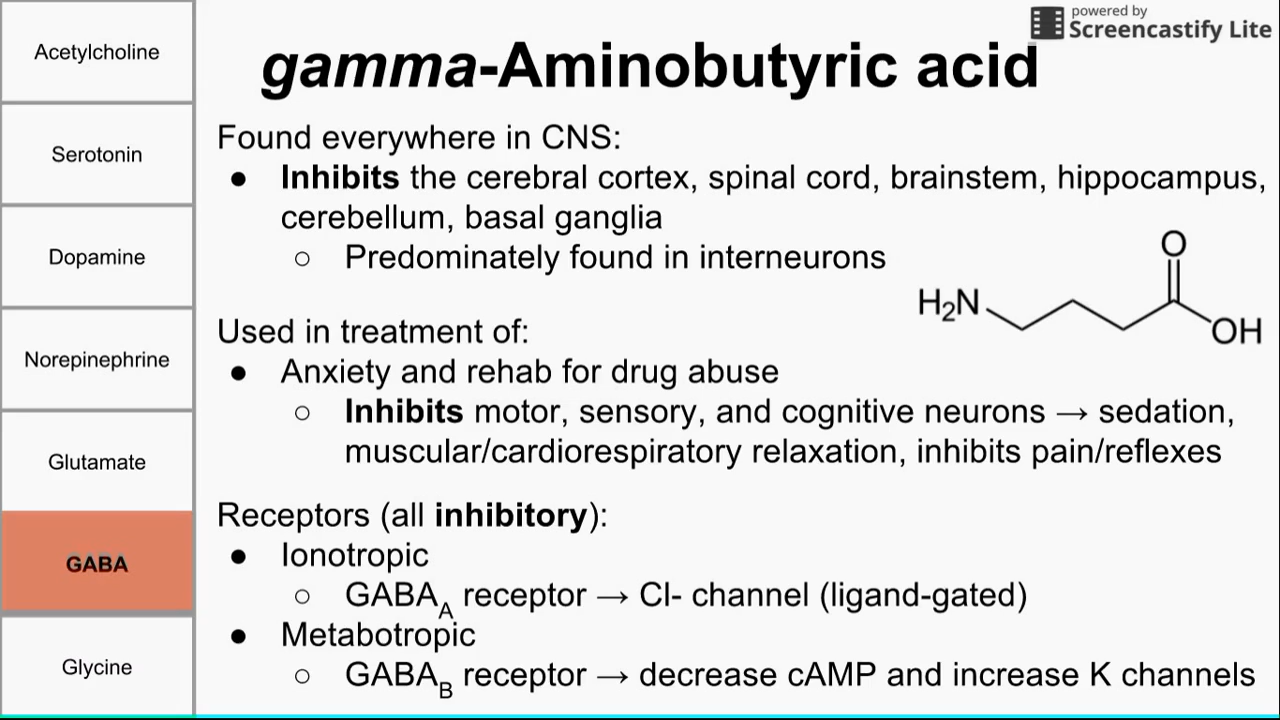 powered by
Screencastify Lite
Acetylcholine
Serotonin
Dopamine
Norepinephrine
Glutamate
GABA
Glycine
gamma-Aminobutyric acid
Found everywhere in CNS:
● Inhibits the cerebral cortex, spinal cord, brainstem, hippocampus,
cerebellum, basal ganglia
○ Predominately found in interneurons
Used in treatment of:
● Anxiety and rehab for drug abuse
○ Inhibits motor, sensory, and cognitive neurons → sedation,
muscular/cardiorespiratory relaxation, inhibits pain/reflexes
Receptors (all inhibitory):
● Ionotropic
○ GABA_A receptor → Cl- channel (ligand-gated)
● Metabotropic
○ GABA_B receptor → decrease cAMP and increase K channels
O
H₂N
OH